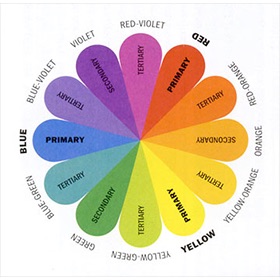 RED-VIOLET
TERTIARY
RED
PRIMARY
RED-ORANGE
TERTIARY
ORANGE
SECONDARY
YELLOW-ORANGE
TERTIARY
YELLOW
PRIMARY
YELLOW-GREEN
TERTIARY
GREEN
SECONDARY
BLUE-GREEN
TERTIARY
BLUE
PRIMARY
BLUE-VIOLET
TERTIARY
VIOLET
SECONDARY